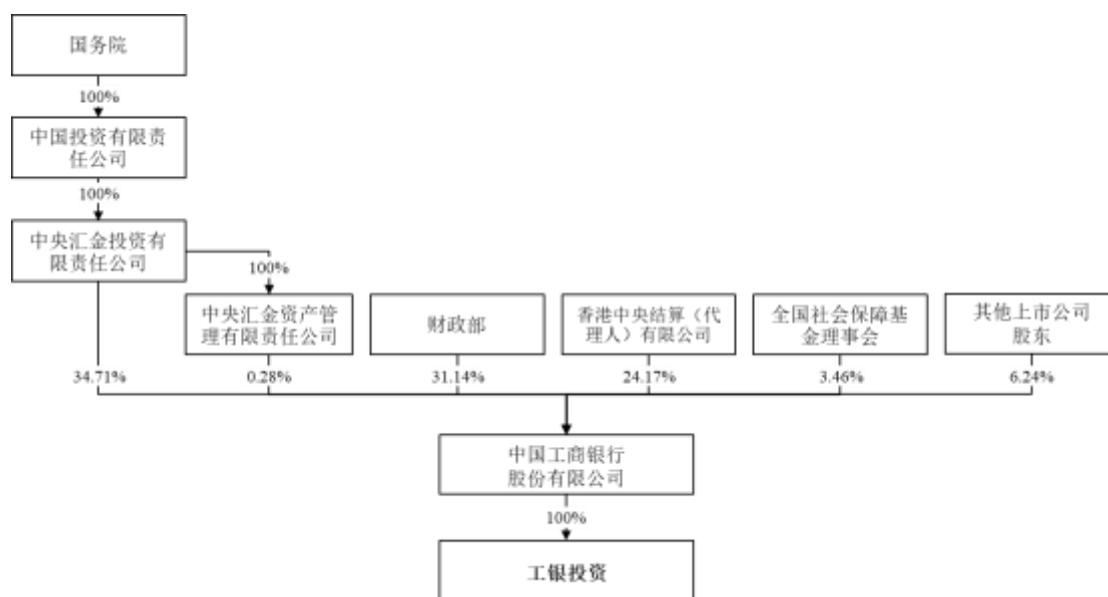 国务院
100%
中国投资有限责
任公司
100%
中央汇金投资有
限责任公司
100%
中央汇金资产管
理有限责任公司
财政部
香港中央结算（代
理人）有限公司
全国社会保障基
金理事会
其他上市公司
股东
34.71%
0.28%
31.14%
24.17%
3.46%
6.24%
中国工商银行
股份有限公司
100%
工银投资